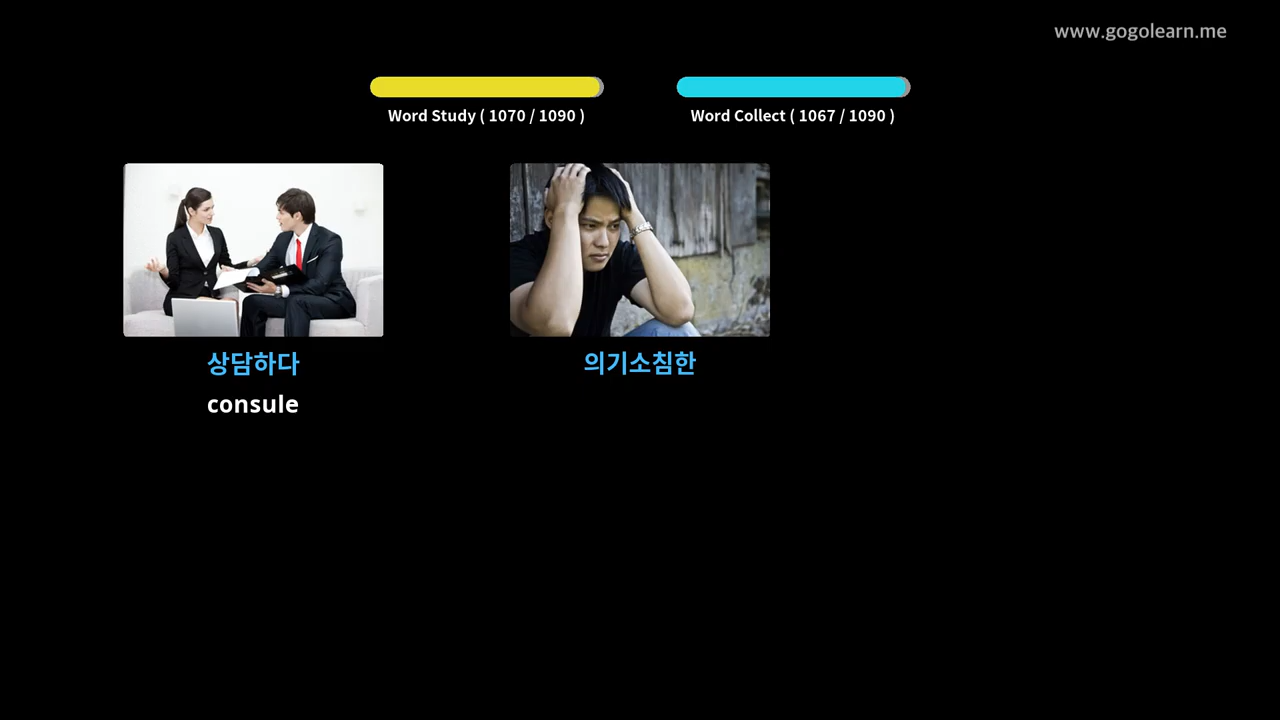 www.gogolearn.me
Word Study ( 1070 / 1090 )
Word Collect ( 1067 / 1090 )
상담하다
의기소침한
consule